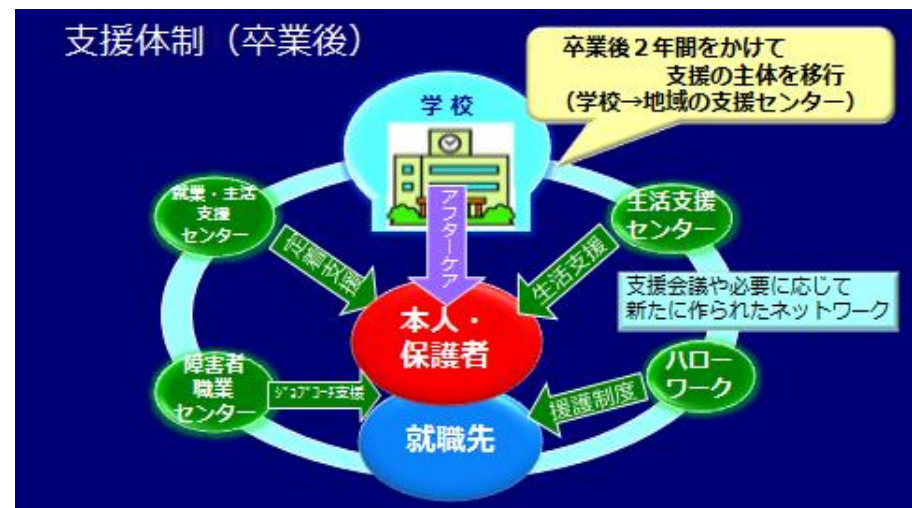 支援体制（卒業後）
卒業後２年間をかけて
支援の主体を移行
（学校→地域の支援センター）
学校
アフターケア
就業・生活
支援
センター
定着支援
生活支援
センター
生活支援
支援会議や必要に応じて
新たに作られたネットワーク
本人・
保護者
障害者
職業
センター
ｼﾞｮﾌﾞｺｰﾁ支援
ハロー
ワーク
援護制度
就職先